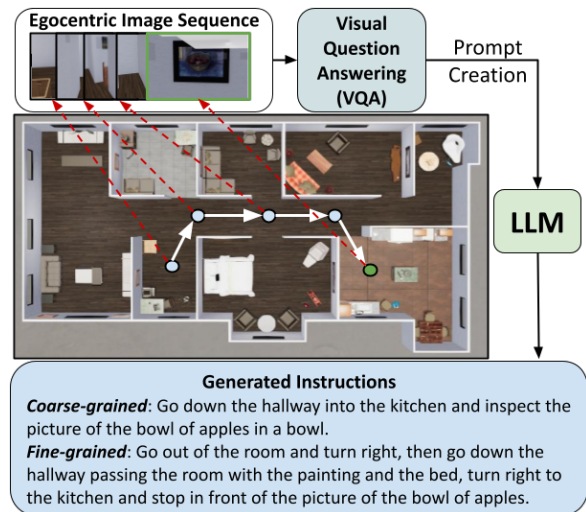 Egocentric Image Sequence
Visual
Question
Answering
(VQA)
Prompt
Creation
LLM
Generated Instructions
Coarse-grained: Go down the hallway into the kitchen and inspect the
picture of the bowl of apples in a bowl.
Fine-grained: Go out of the room and turn right, then go down the
hallway passing the room with the painting and the bed, turn right to
the kitchen and stop in front of the picture of the bowl of apples.